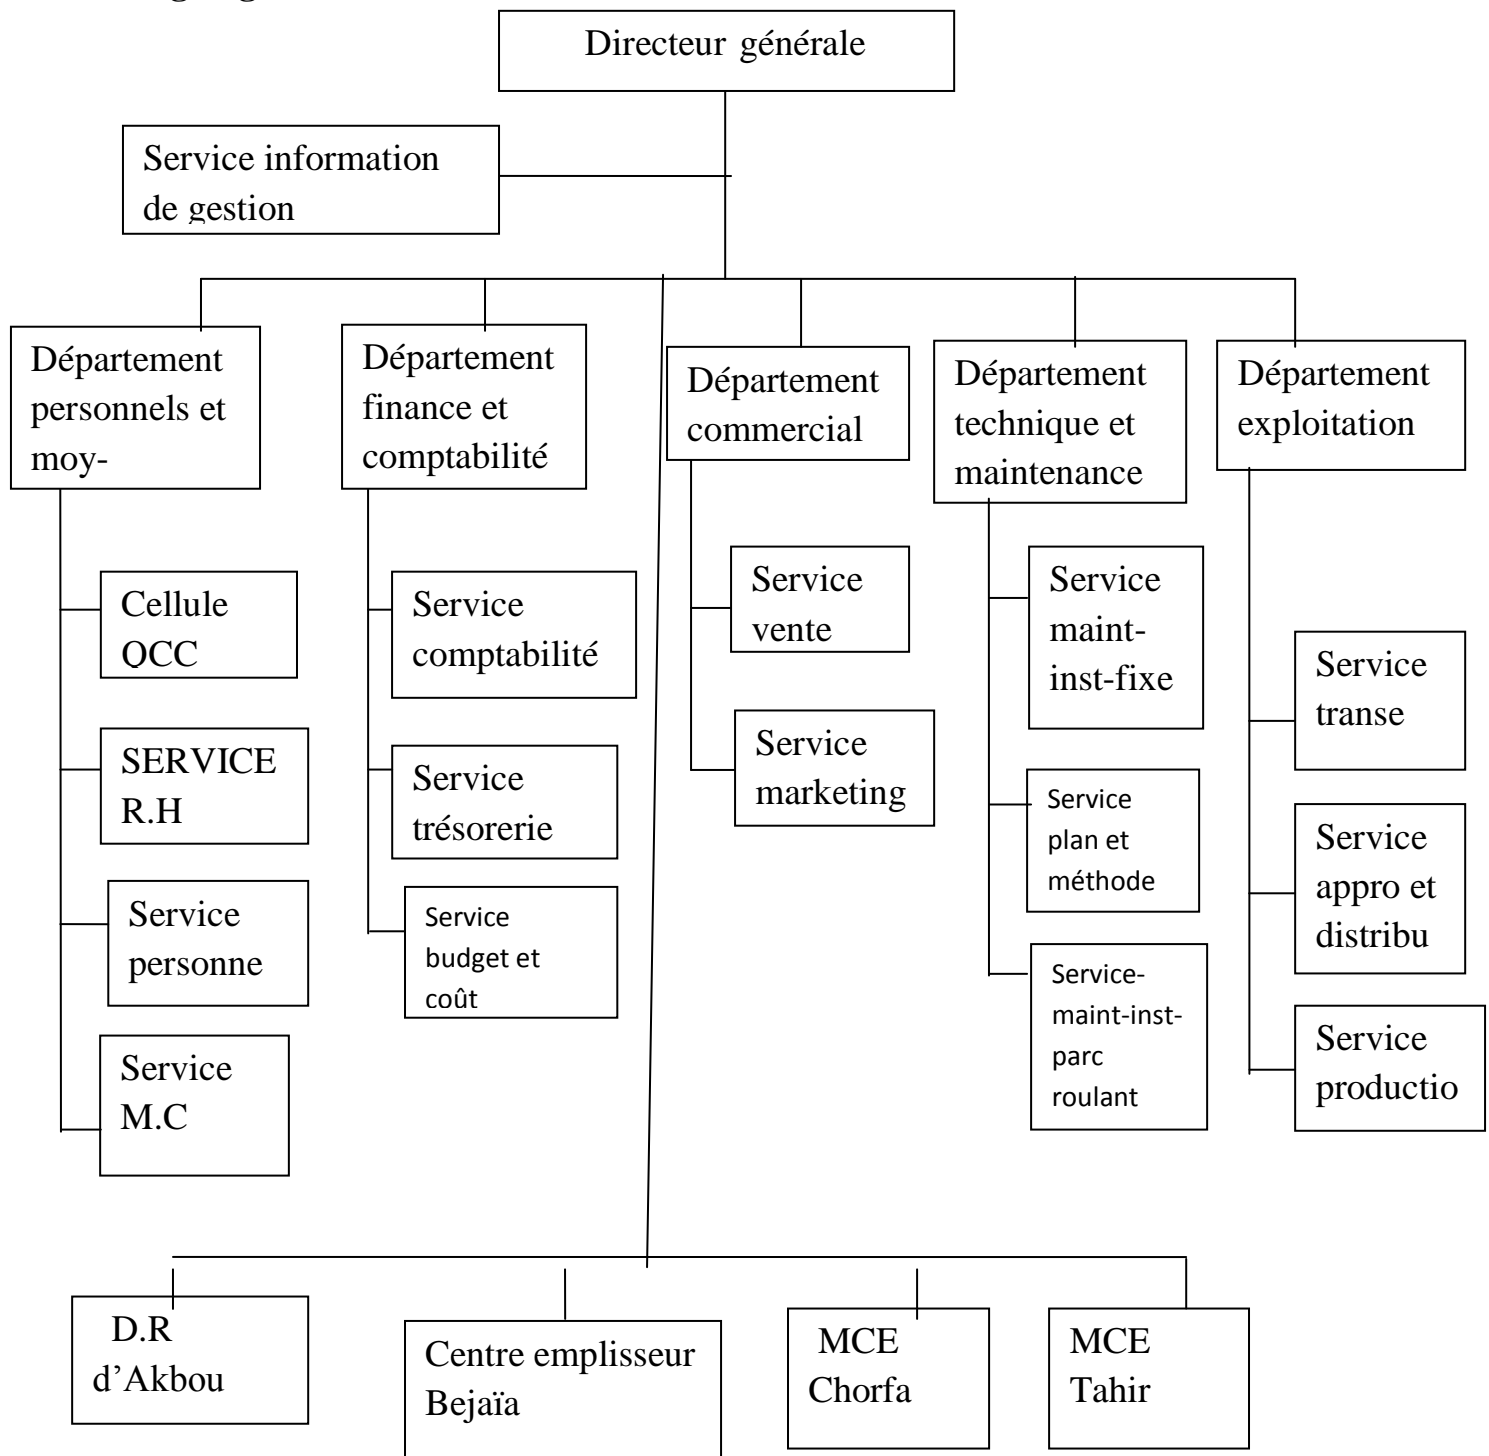 Directeur générale
Service information
de gestion
Département
personnels et
moy-
Département
finance et
comptabilité
Département
commercial
Département
technique et
maintenance
Département
exploitation
Cellule
QCC
SERVICE
R.H
Service
personne
Service
M.C
Service
comptabilité
Service
trésorerie
Service
budget et
coût
Service
vente
Service
marketing
Service
maint-
inst-fixe
Service
plan et
méthode
Service-
maint-inst-
parc
roulant
Service
transe
Service
appro et
distribu
Service
productio
D.R
d’Akbou
Centre emplisseur
Bejaïa
MCE
Chorfa
MCE
Tahir